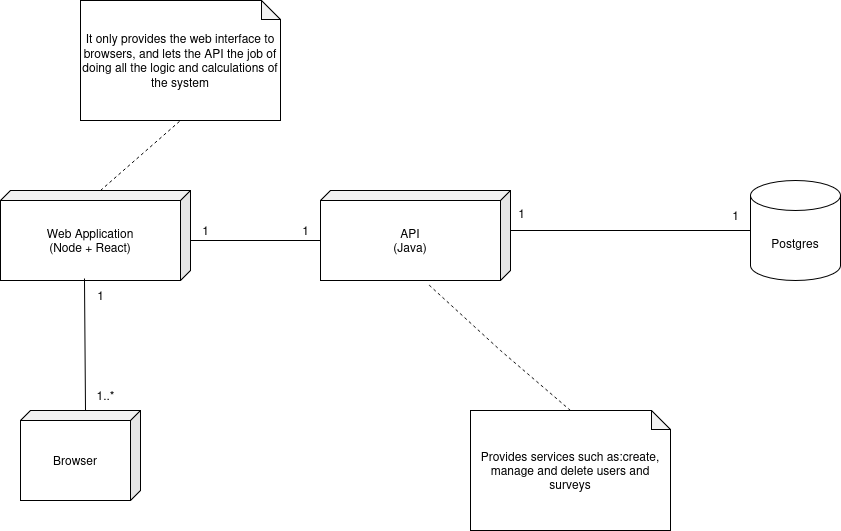 It only provides the web interface to
browsers, and lets the API the job of
doing all the logic and calculations of
the system
Web Application
(Node + React)
1
1
API
(Java)
1
1
Postgres
1
1..*
Browser
Provides services such as:create,
manage and delete users and
surveys